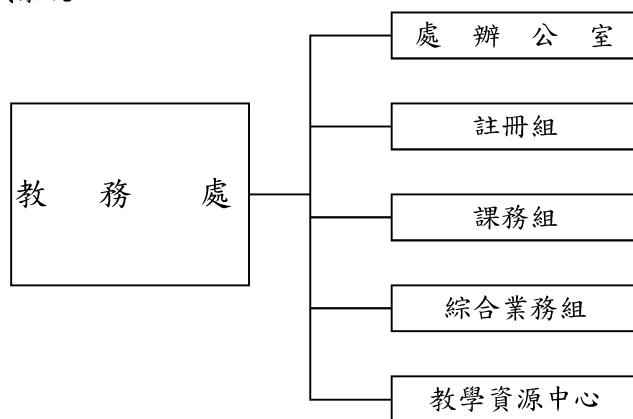 處辦公室
註冊組
教務處
課務組
綜合業務組
教學資源中心